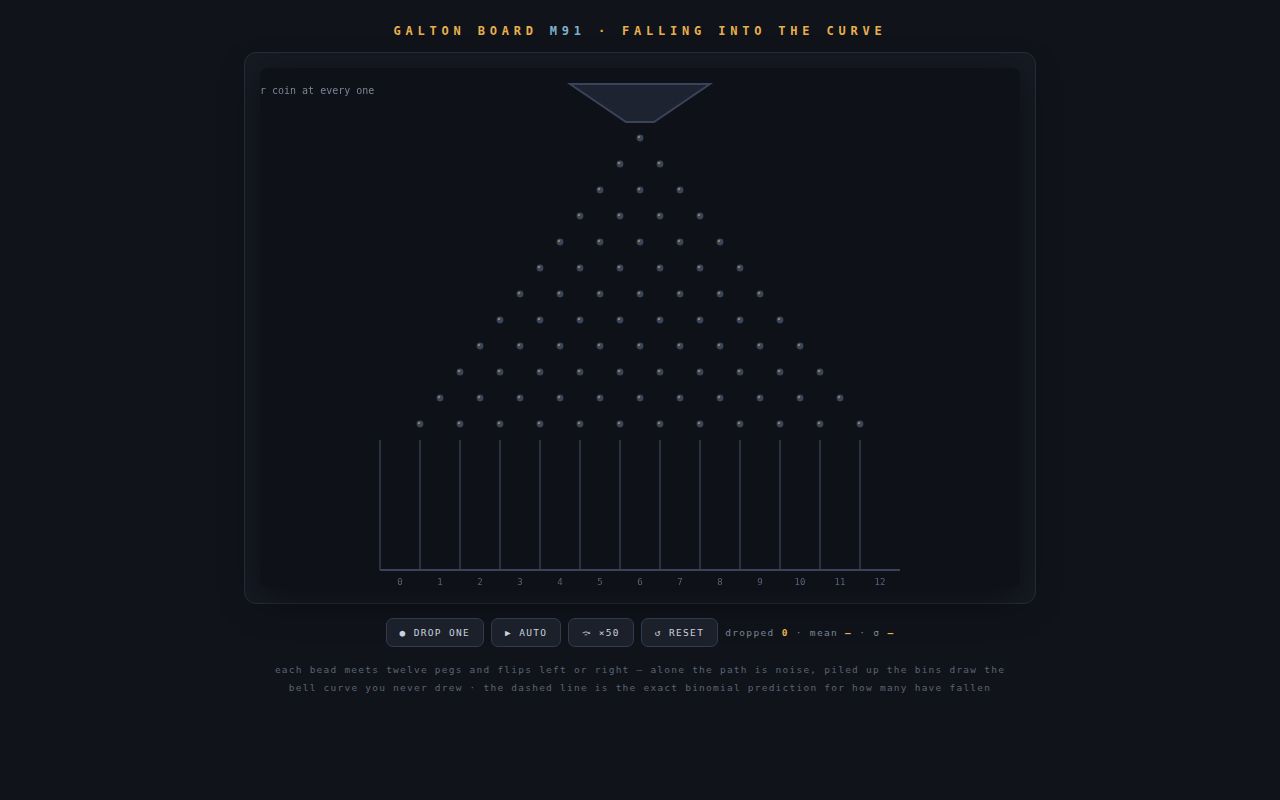 GALTON BOARD M91 · FALLING INTO THE CURVE
r coin at every one
0 1 2 3 4 5 6 7 8 9 10 11 12
● DROP ONE ▶ AUTO ⤼ ×50 ↺ RESET dropped 0 · mean — · σ —
each bead meets twelve pegs and flips left or right — alone the path is noise, piled up the bins draw the
bell curve you never drew · the dashed line is the exact binomial prediction for how many have fallen